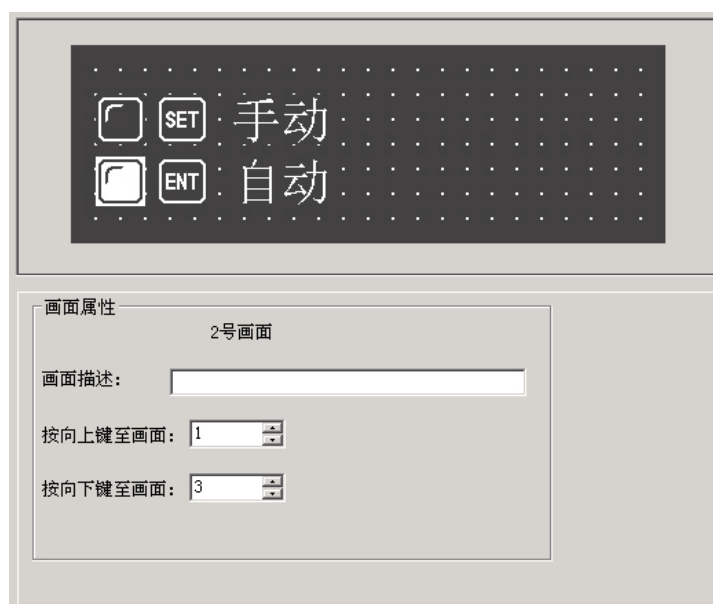 SET 手动
ENT 自动
画面属性
2号画面
画面描述:
按向上键至画面: 1
按向下键至画面: 3